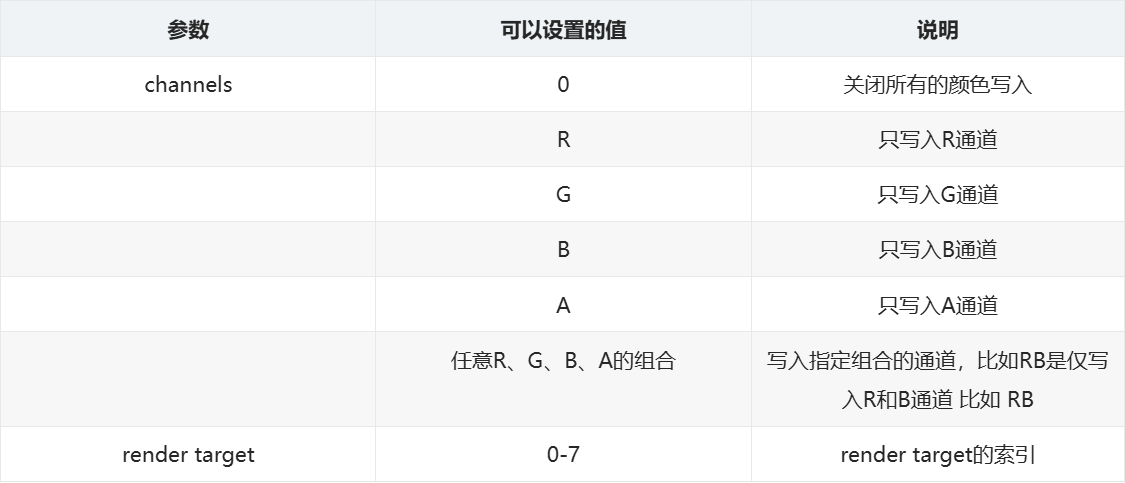 参数 可以设置的值 说明
channels 0 关闭所有的颜色写入
R 只写入R通道
G 只写入G通道
B 只写入B通道
A 只写入A通道
任意R、G、B、A的组合 写入指定组合的通道，比如RB是仅写
入R和B通道 比如 RB
render target 0-7 render target的索引